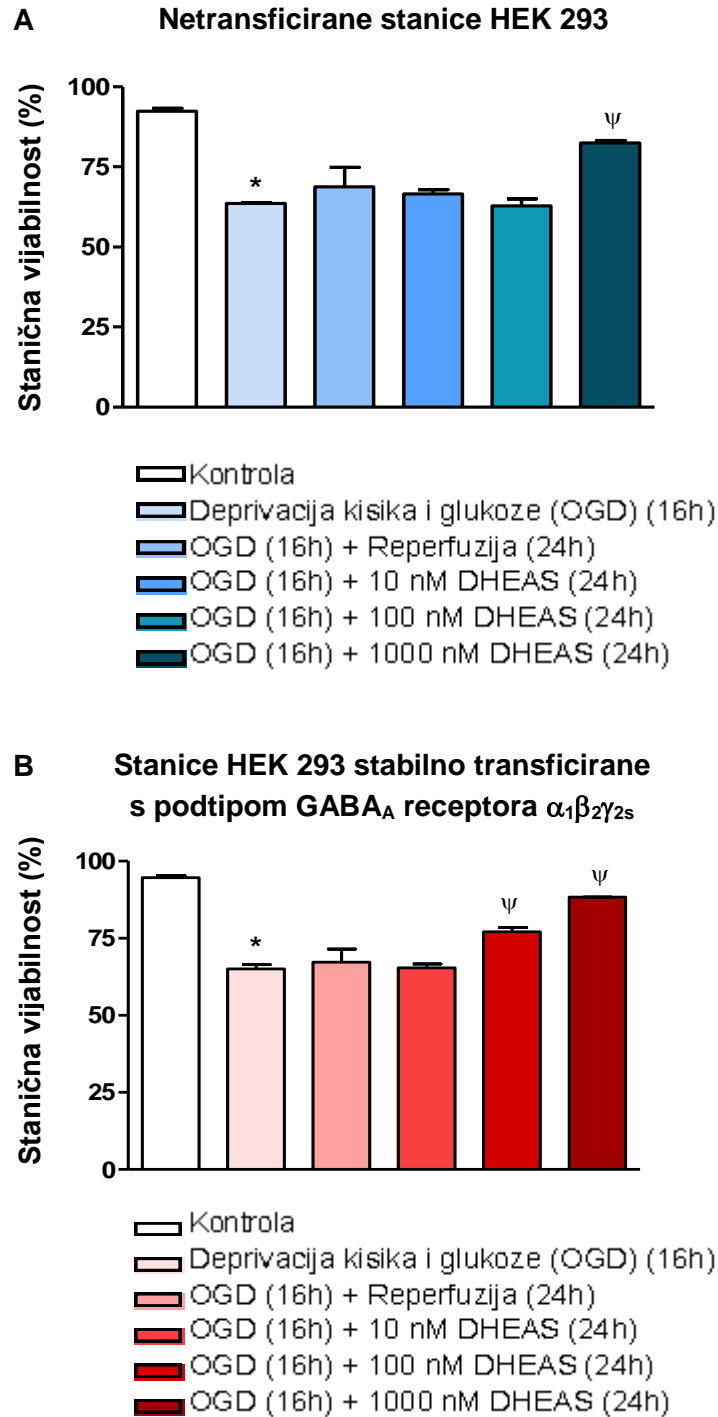 A
Netransficirane stanice HEK 293
Stanična vijabilnost (%)
100
75
50
25
0
*
ψ
Kontrola
Deprivacija kisika i glukoze (OGD) (16h)
OGD (16h) + Reperfuzija (24h)
OGD (16h) + 10 nM DHEAS (24h)
OGD (16h) + 100 nM DHEAS (24h)
OGD (16h) + 1000 nM DHEAS (24h)
B
Stanice HEK 293 stabilno transficirane
s podtipom GABAA receptora α1β2γ2s
Stanična vijabilnost (%)
100
75
50
25
0
*
ψ
ψ
Kontrola
Deprivacija kisika i glukoze (OGD) (16h)
OGD (16h) + Reperfuzija (24h)
OGD (16h) + 10 nM DHEAS (24h)
OGD (16h) + 100 nM DHEAS (24h)
OGD (16h) + 1000 nM DHEAS (24h)